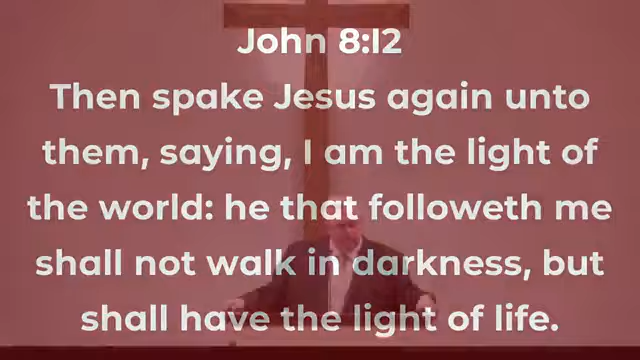 John 8:12
Then spake Jesus again unto
them, saying, I am the light of
the world: he that followeth me
shall not walk in darkness, but
shall have the light of life.